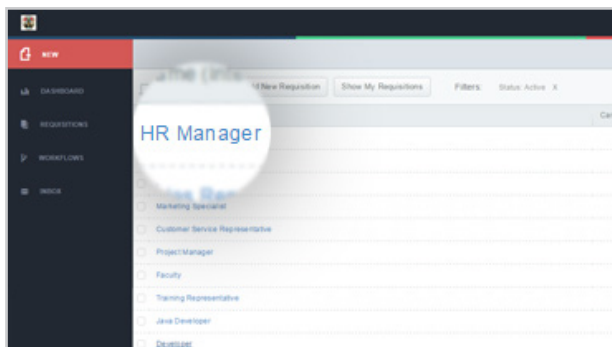 NEW
DASHBOARD
REQUISITIONS
WORKFLOWS
INBOX
New Requisition
Show My Requisitions
Filters:
Status: Active X
HR Manager
Marketing Specialist
Customer Service Representative
Project Manager
Faculty
Training Representative
Java Developer
Developer